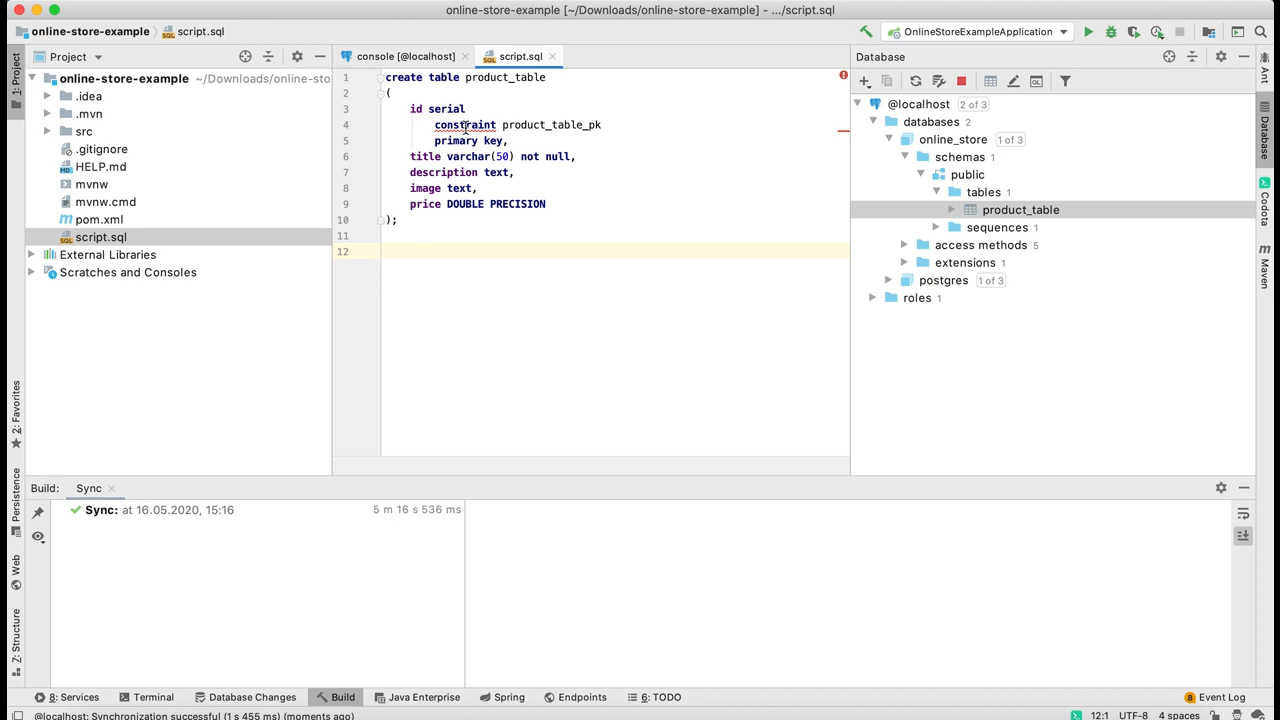 online-store-example [~/Downloads/online-store-example] - .../script.sql
online-store-example
script.sql
OnlineStoreExampleApplication
1: Project
Project
console [@localhost]
script.sql
Database
Ant
online-store-example ~/Downloads/online-sto
.idea
.mvn
src
.gitignore
HELP.md
mvnw
mvnw.cmd
pom.xml
script.sql
External Libraries
Scratches and Consoles
1 create table product_table
2 (
3 id serial
4 constraint product_table_pk
5 primary key,
6 title varchar(50) not null,
7 description text,
8 image text,
9 price DOUBLE PRECISION
10 );
11
12
@localhost 2 of 3
databases 2
online_store 1 of 3
schemas 1
public
tables 1
product_table
sequences 1
access methods 5
extensions 1
postgres 1 of 3
roles 1
Database
Codota
Maven
2: Favorites
Persistence
Web
Z: Structure
Build:
Sync
Sync: at 16.05.2020, 15:16
5 m 16 s 536 ms
8: Services
Terminal
Database Changes
Build
Java Enterprise
Spring
Endpoints
6: TODO
8 Event Log
@localhost: Synchronization successful (1 s 455 ms) (moments ago)
12:1
UTF-8
4 spaces